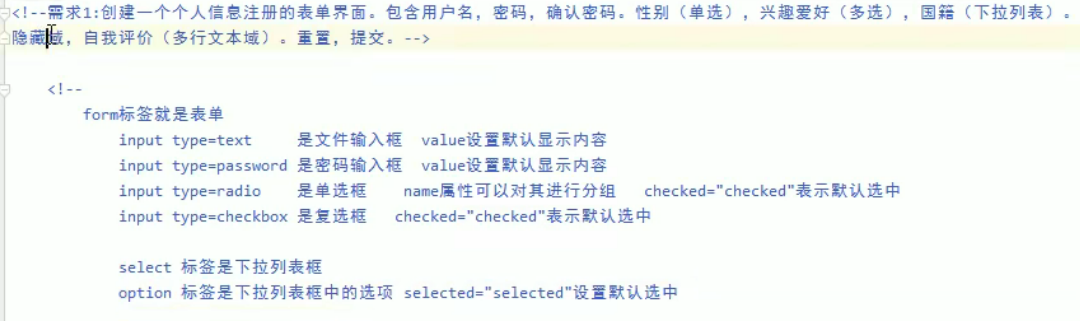 <!--需求1:创建一个个人信息注册的表单界面。包含用户名，密码，确认密码。性别（单选），兴趣爱好（多选），国籍（下拉列表）。
隐藏域，自我评价（多行文本域）。重置，提交。-->
<!--
form标签就是表单
input type=text 是文件输入框 value设置默认显示内容
input type=password 是密码输入框 value设置默认显示内容
input type=radio 是单选框 name属性可以对其进行分组 checked="checked"表示默认选中
input type=checkbox 是复选框 checked="checked"表示默认选中
select 标签是下拉列表框
option 标签是下拉列表框中的选项 selected="selected"设置默认选中